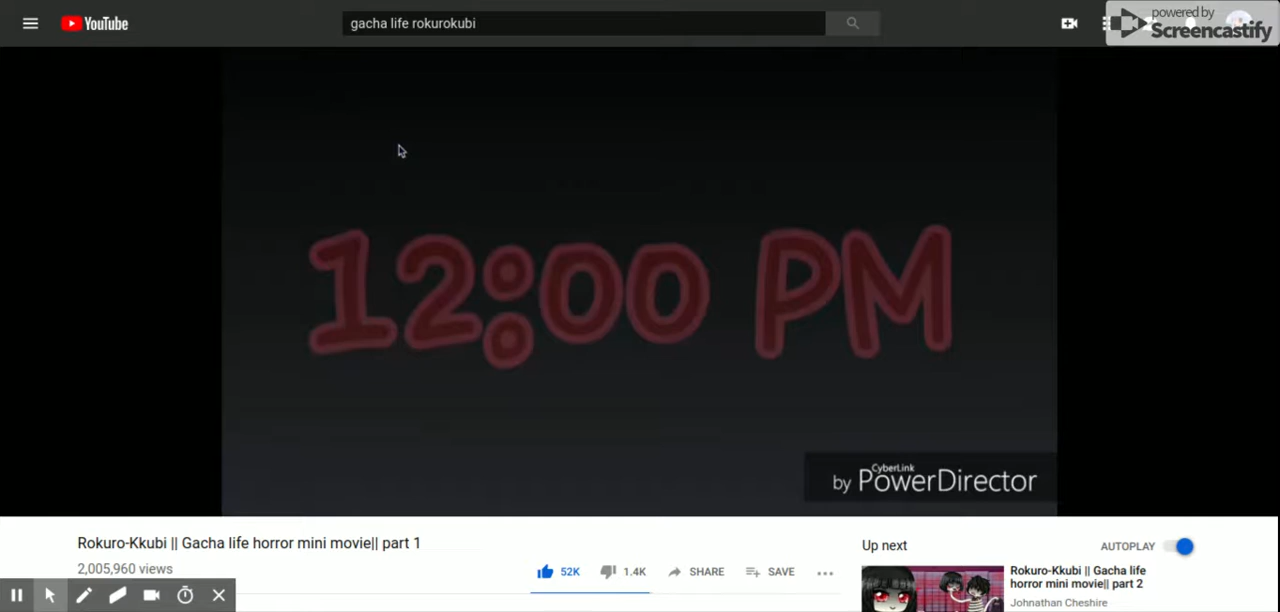 YouTube
gacha life rokurokubi
powered by
Screencastify
12:00 PM
by CyberLink PowerDirector
Rokuro-Kkubi || Gacha life horror mini movie|| part 1
2,005,960 views
52K
1.4K
SHARE
SAVE
Up next
AUTOPLAY
Rokuro-Kkubi || Gacha life
horror mini movie|| part 2
Johnathan Cheshire